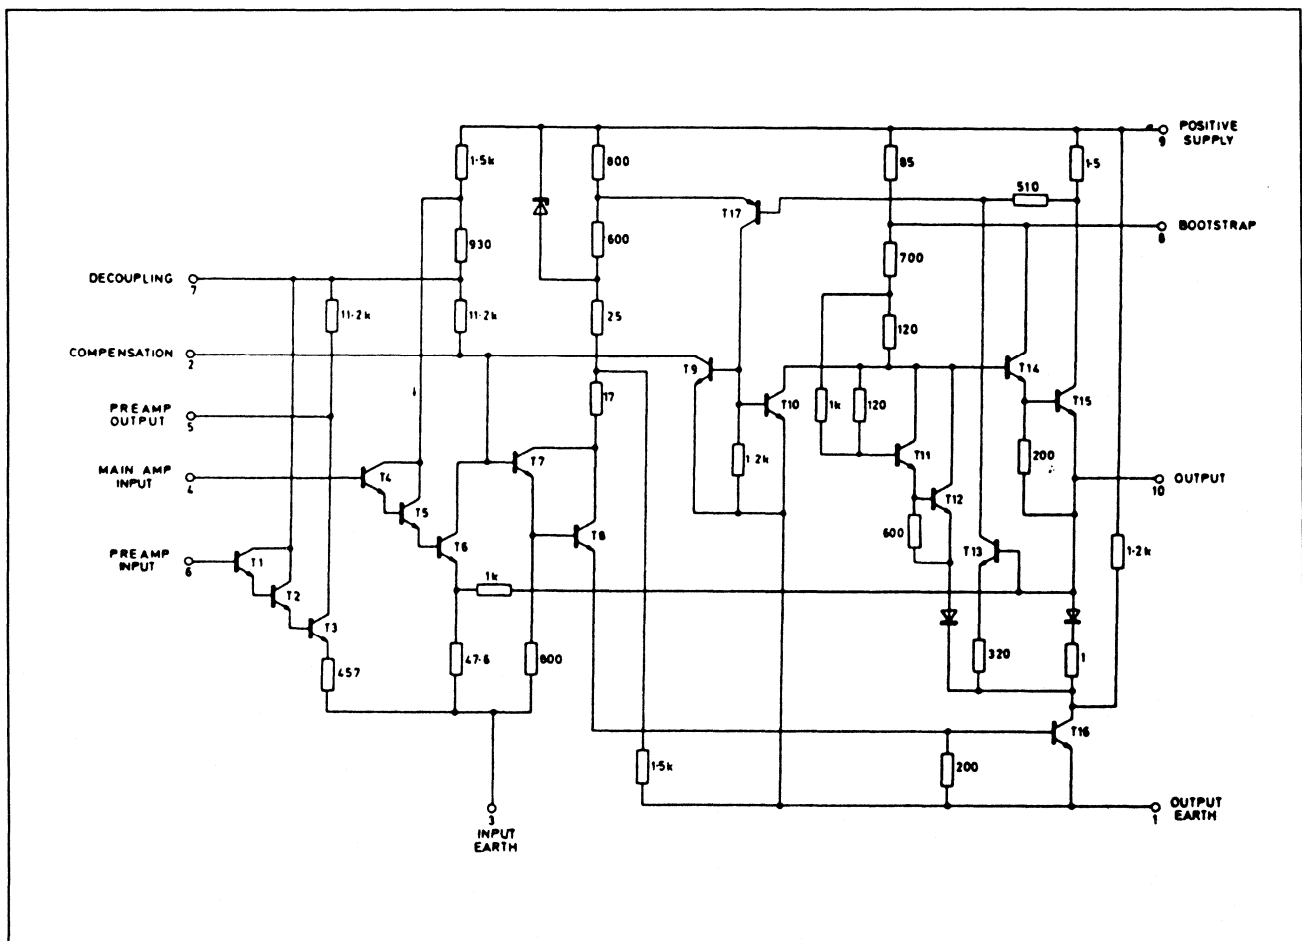 POSITIVE
SUPPLY
9
1·5k
800
85
1·5
510
T17
BOOTSTRAP
8
930
600
700
DECOUPLING
7
11·2k
11·2k
25
120
COMPENSATION
2
T9
T14
PREAMP
OUTPUT
5
17
T10
1k
120
T15
MAIN AMP
INPUT
4
T4
T7
1·2k
T11
200
OUTPUT
10
T5
T12
PREAMP
INPUT
6
T1
T6
T8
600
T13
1·2k
T2
1k
T3
457
47·6
800
320
1
T16
1·5k
200
3
INPUT
EARTH
OUTPUT
EARTH
1